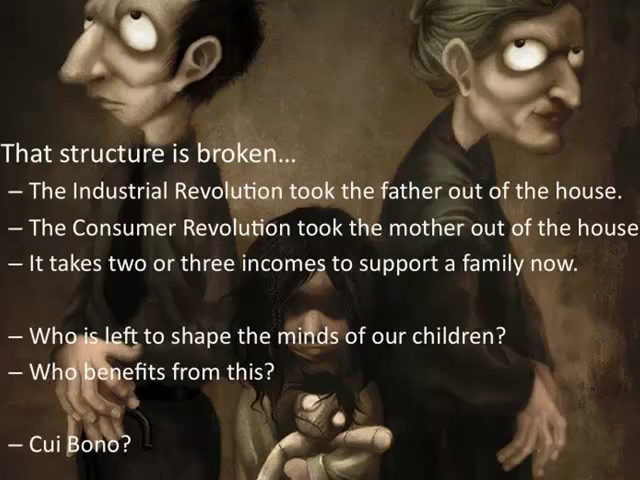 That structure is broken...
– The Industrial Revolution took the father out of the house.
– The Consumer Revolution took the mother out of the house
– It takes two or three incomes to support a family now.
– Who is left to shape the minds of our children?
– Who benefits from this?
– Cui Bono?